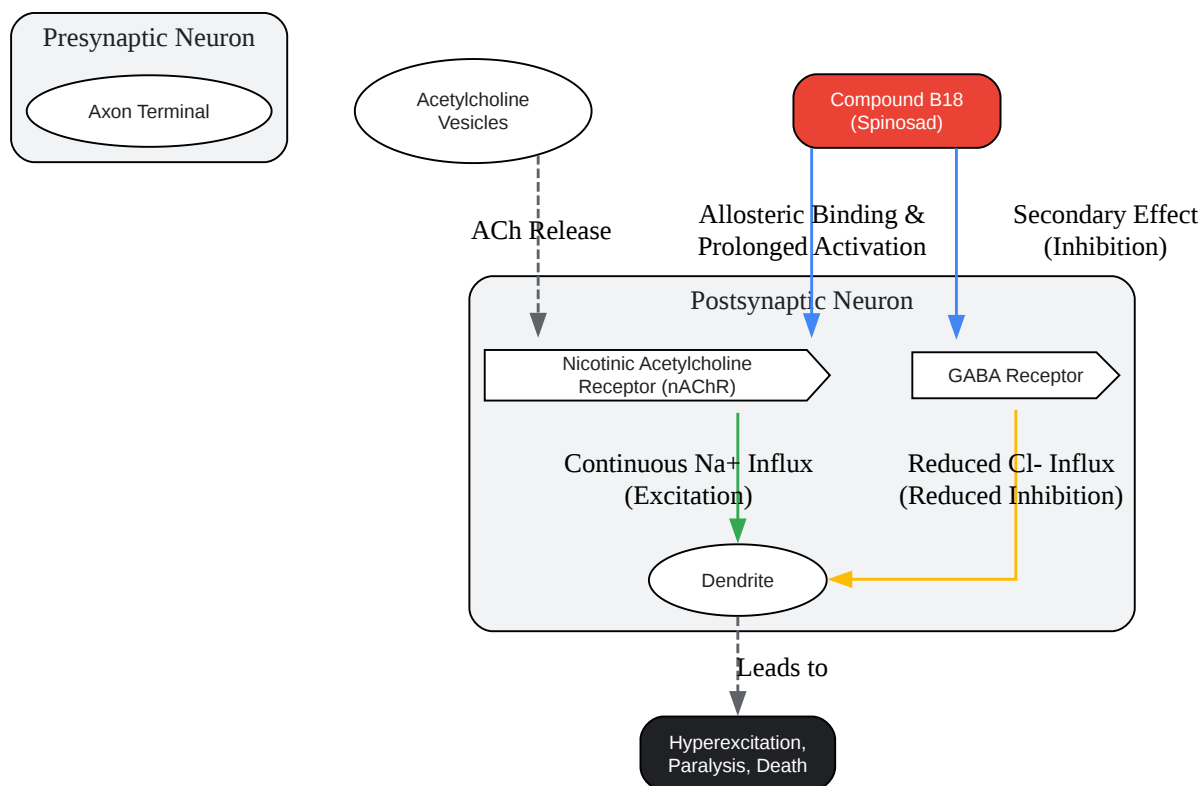 Presynaptic Neuron
Axon Terminal
Acetylcholine
Vesicles
Compound B18
(Spinosad)
ACh Release
Allosteric Binding &
Prolonged Activation
Secondary Effect
(Inhibition)
Postsynaptic Neuron
Nicotinic Acetylcholine
Receptor (nAChR)
GABA Receptor
Continuous Na+ Influx
(Excitation)
Reduced Cl- Influx
(Reduced Inhibition)
Dendrite
Leads to
Hyperexcitation,
Paralysis, Death